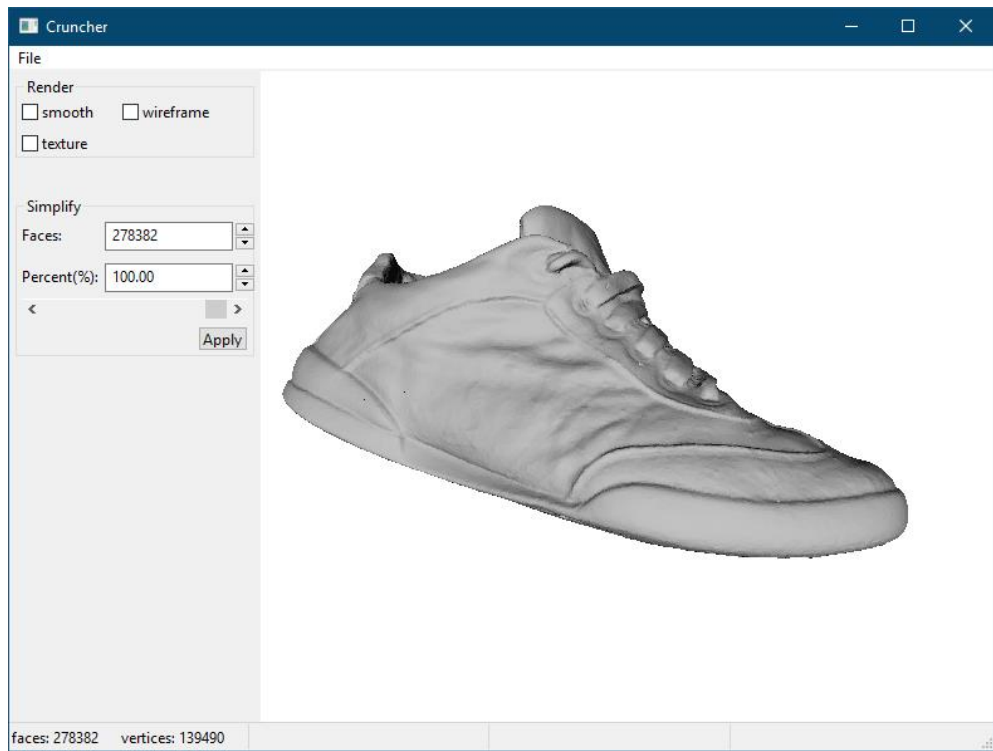 Cruncher
File
Render
smooth wireframe
texture
Simplify
Faces: 278382
Percent(%): 100.00
Apply
faces: 278382 vertices: 139490